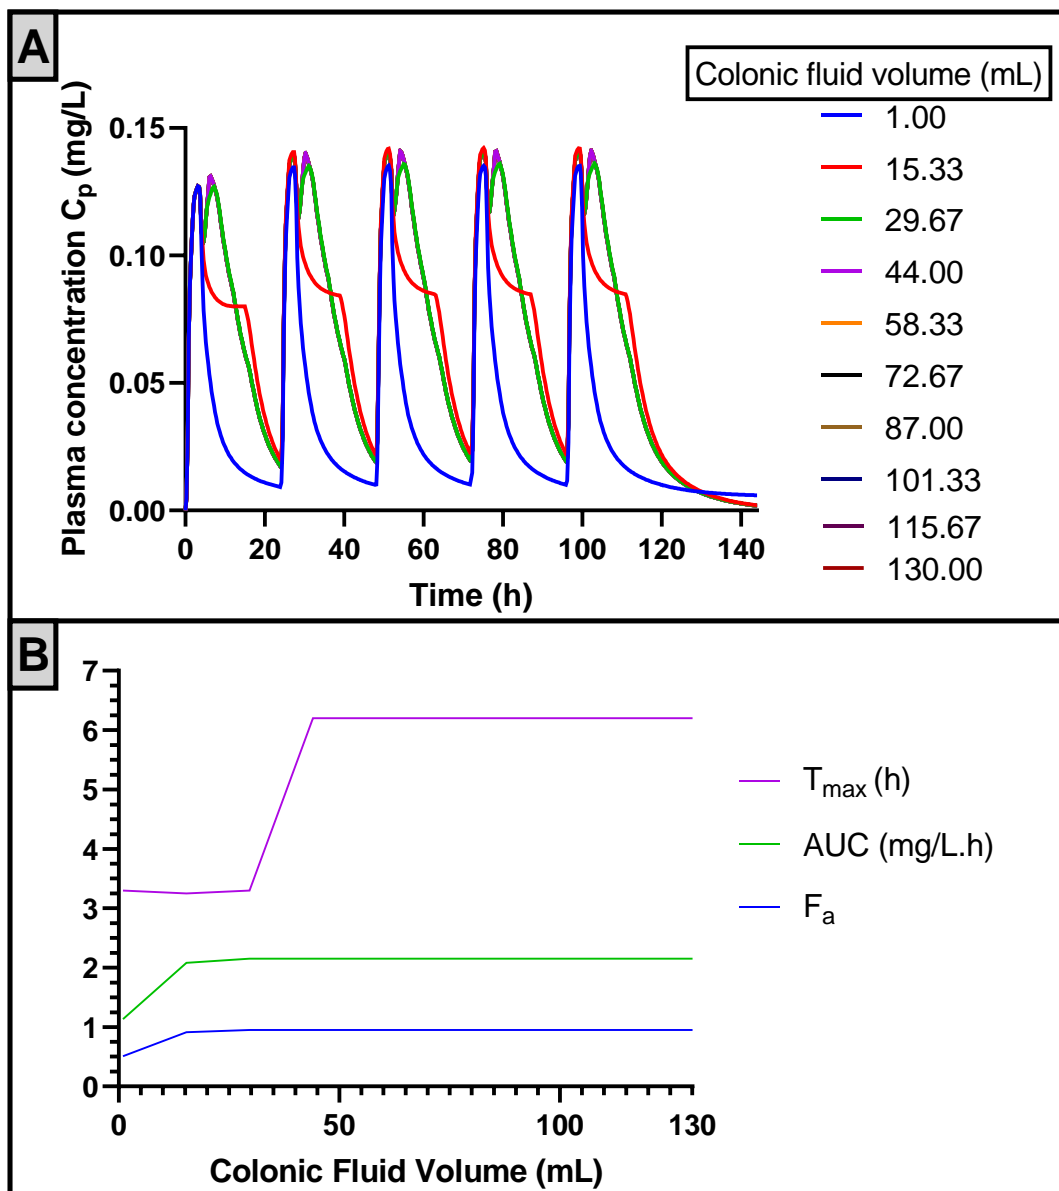 A
Colonic fluid volume (mL)
1.00
15.33
29.67
44.00
58.33
72.67
87.00
101.33
115.67
130.00
Plasma concentration Cp (mg/L)
0.15
0.10
0.05
0.00
0 20 40 60 80 100 120 140
Time (h)
B
7
6
5
4
3
2
1
0
0 50 100 130
Colonic Fluid Volume (mL)
Tmax (h)
AUC (mg/L.h)
Fa